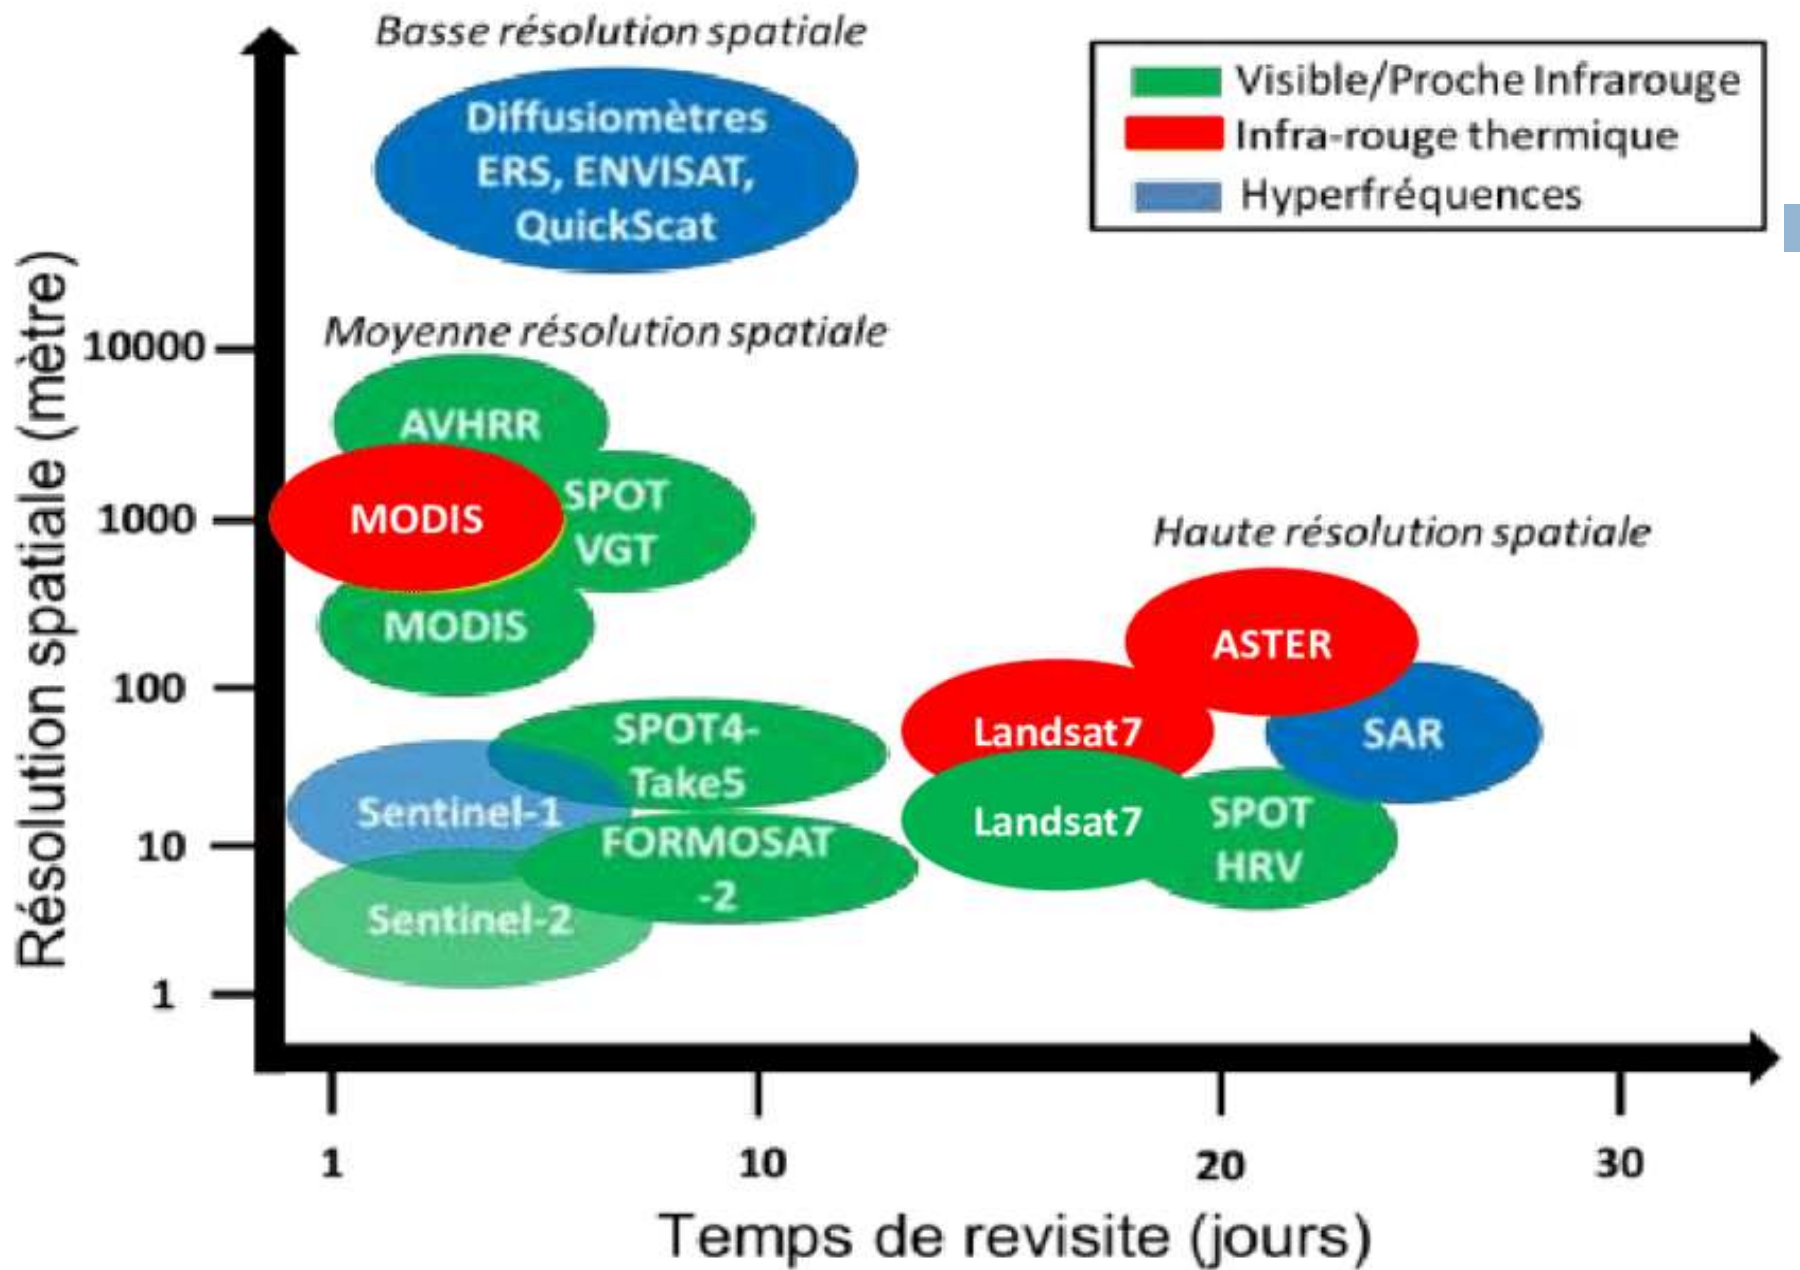 Basse résolution spatiale
Diffusiomètres
ERS, ENVISAT,
QuickScat
Visible/Proche Infrarouge
Infra-rouge thermique
Hyperfréquences
Résolution spatiale (mètre)
10000
1000
100
10
1
Moyenne résolution spatiale
AVHRR
MODIS
SPOT
VGT
MODIS
Haute résolution spatiale
ASTER
Landsat7
SAR
SPOT4-
Take5
Sentinel-1
FORMOSAT
-2
Sentinel-2
Landsat7
SPOT
HRV
1
10
20
30
Temps de revisite (jours)